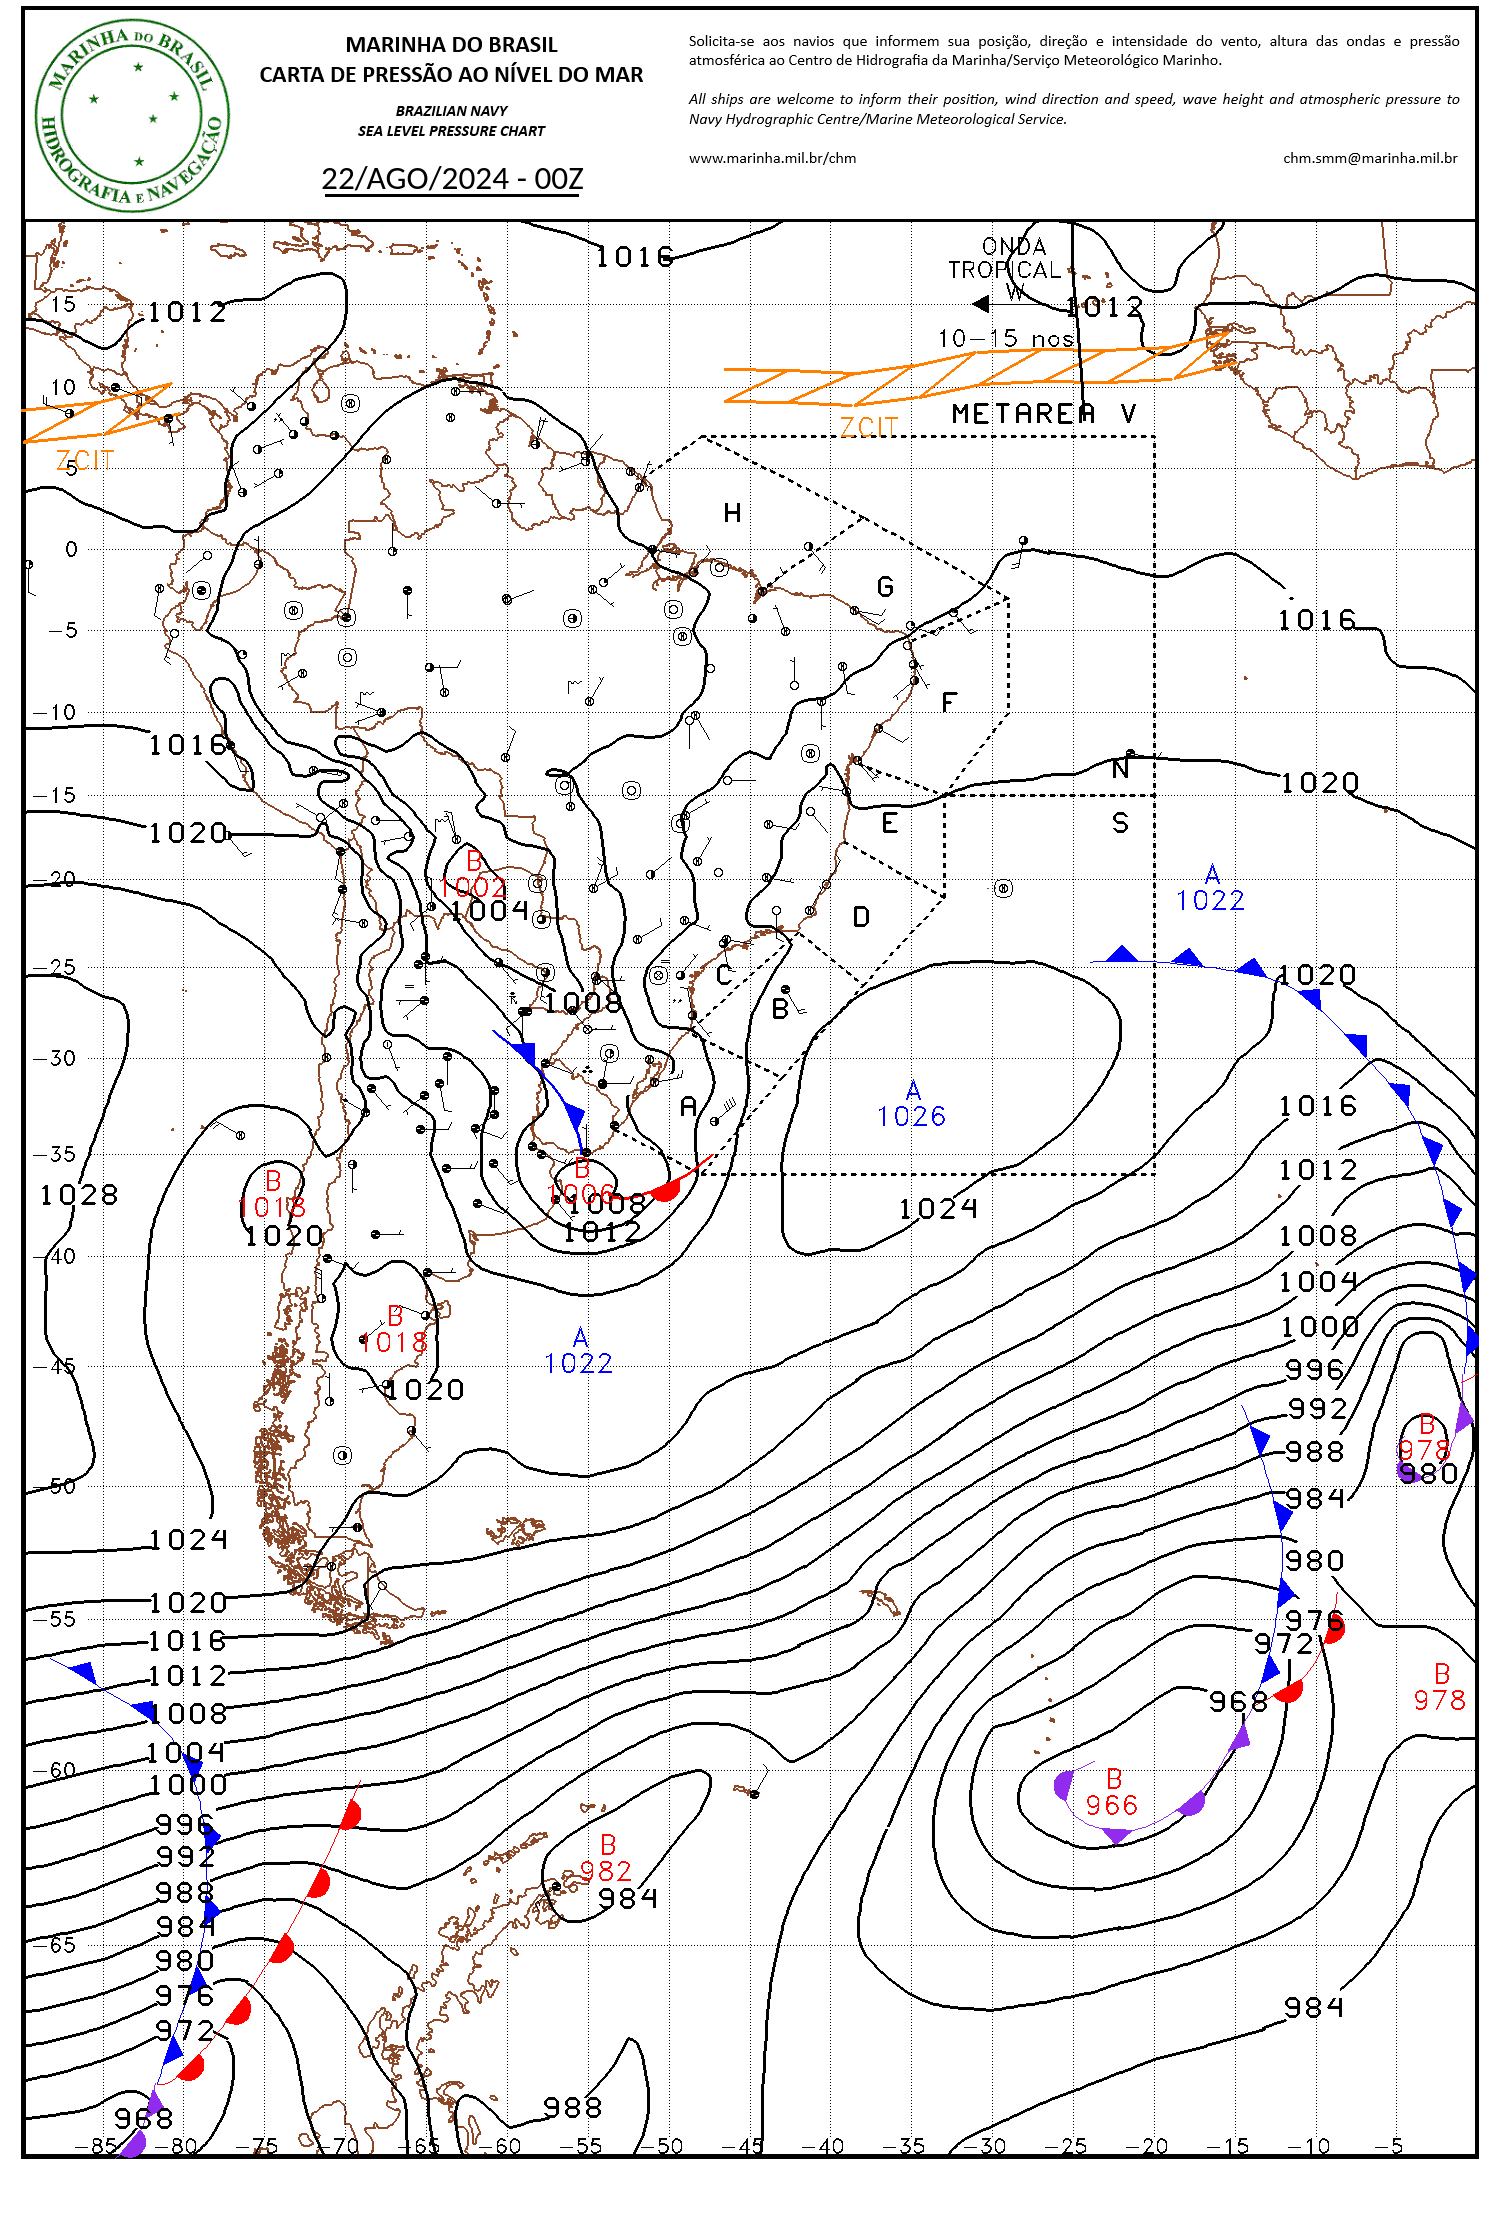 MARINHA DO BRASIL
HIDROGRAFIA E NAVEGAÇÃO
MARINHA DO BRASIL
CARTA DE PRESSÃO AO NÍVEL DO MAR
BRAZILIAN NAVY
SEA LEVEL PRESSURE CHART
22/AGO/2024 - 00Z
Solicita-se aos navios que informem sua posição, direção e intensidade do vento, altura das ondas e pressão
atmosférica ao Centro de Hidrografia da Marinha/Serviço Meteorológico Marinho.
All ships are welcome to inform their position, wind direction and speed, wave height and atmospheric pressure to
Navy Hydrographic Centre/Marine Meteorological Service.
www.marinha.mil.br/chm
chm.smm@marinha.mil.br
1016
ONDA
TROPICAL
W
15
1012
1012
10-15 nos
10
METAREA V
ZCIT
ZCIT
5
H
0
G
1016
-5
F
-10
1016
N
1020
-15
1020
E
S
B
1002
-20
A
1022
1004
D
-25
C
1020
1008
B
-30
A
1026
A
1016
-35
B
1006
1012
1028
B
1018
1008
1024
1020
1012
1008
-40
1004
B
1018
A
1022
1000
-45
996
1020
992
B
978
988
980
-50
984
1024
980
1020
-55
976
1016
972
1012
B
978
968
1008
1004
-60
1000
B
966
996
B
982
992
988
984
984
-65
980
976
984
972
988
968
-85
-80
-75
-70
-65
-60
-55
-50
-45
-40
-35
-30
-25
-20
-15
-10
-5